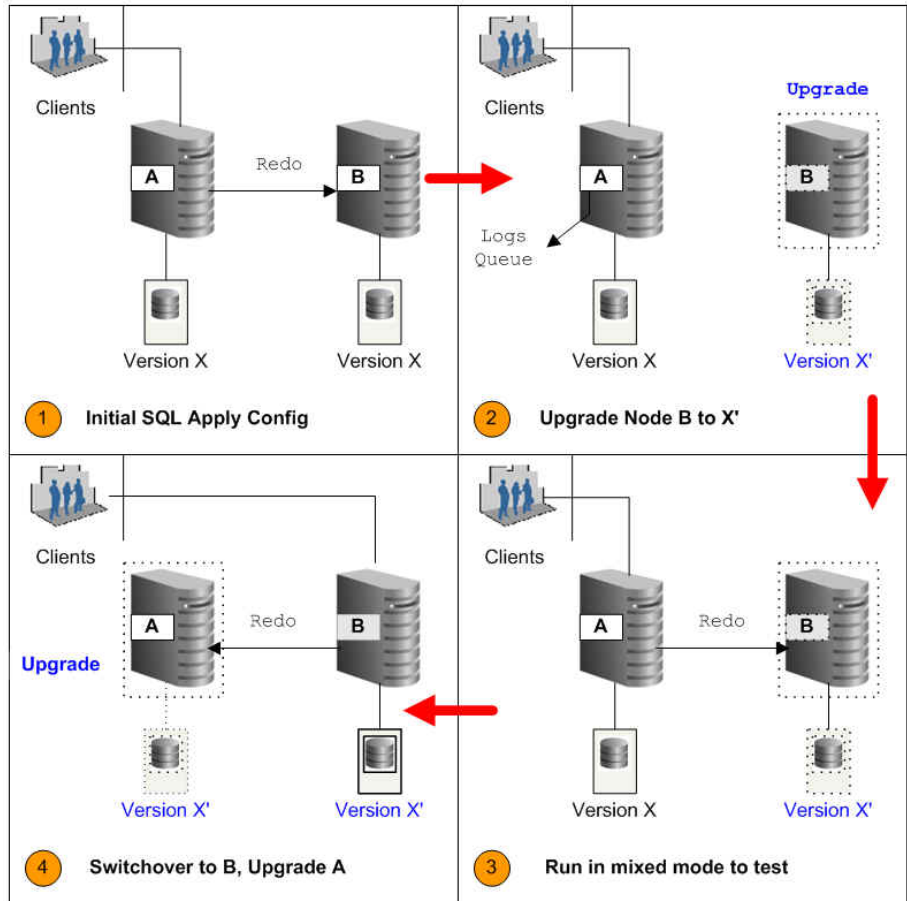 Clients
A
Redo
B
Version X
Version X
1 Initial SQL Apply Config
Clients
Upgrade
A
B
Logs
Queue
Version X
Version X'
2 Upgrade Node B to X'
Clients
A
Redo
B
Version X
Version X'
3 Run in mixed mode to test
Clients
A
Redo
B
Upgrade
Version X'
Version X'
4 Switchover to B, Upgrade A